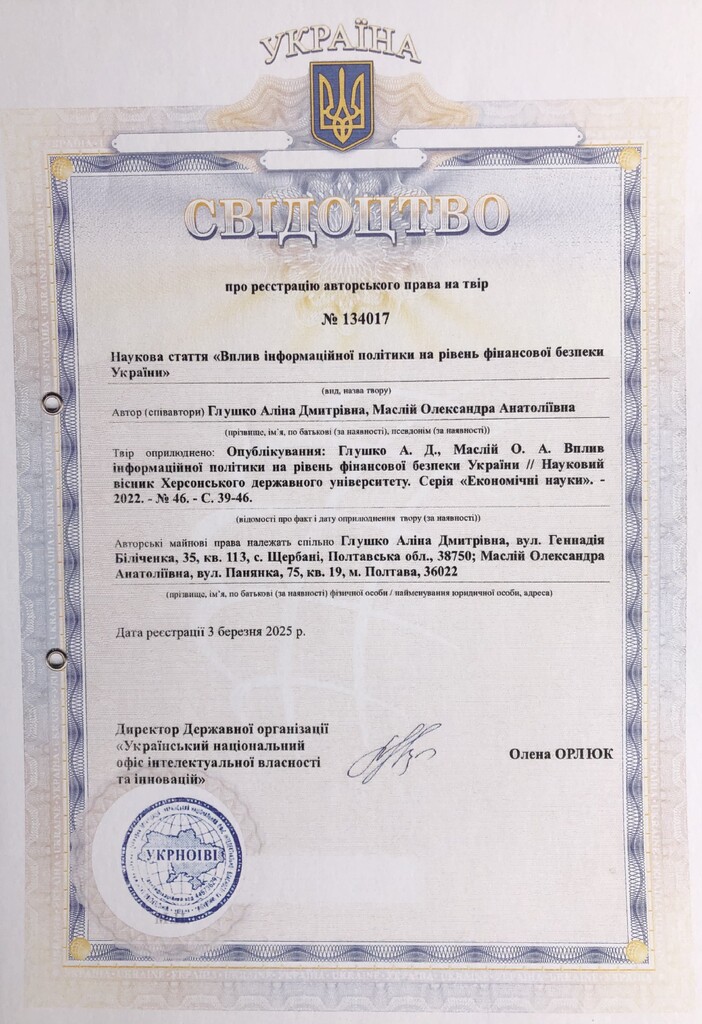 УКРАЇНА
СВІДОЦТВО
про реєстрацію авторського права на твір
№ 134017
Наукова стаття «Вплив інформаційної політики на рівень фінансової безпеки
України»
(вид, назва твору)
Автор (співавтори) Глушко Аліна Дмитрівна, Маслій Олександра Анатоліївна
(прізвище, ім’я, по батькові (за наявності), псевдонім (за наявності))
Твір оприлюднено: Опублікування: Глушко А. Д., Маслій О. А. Вплив
інформаційної політики на рівень фінансової безпеки України // Науковий
вісник Херсонського державного університету. Серія «Економічні науки». -
2022. - № 46. - С. 39-46.
(відомості про факт і дату оприлюднення твору (за наявності))
Авторські майнові права належать спільно Глушко Аліна Дмитрівна, вул. Геннадія
Біліченка, 35, кв. 113, с. Щербані, Полтавська обл., 38750; Маслій Олександра
Анатоліївна, вул. Панянка, 75, кв. 19, м. Полтава, 36022
(прізвище, ім’я, по батькові (за наявності) фізичної особи / найменування юридичної особи, адреса)
Дата реєстрації 3 березня 2025 р.
Директор Державної організації
«Український національний
офіс інтелектуальної власності
та інновацій»
Олена ОРЛЮК
УКРНОІВІ